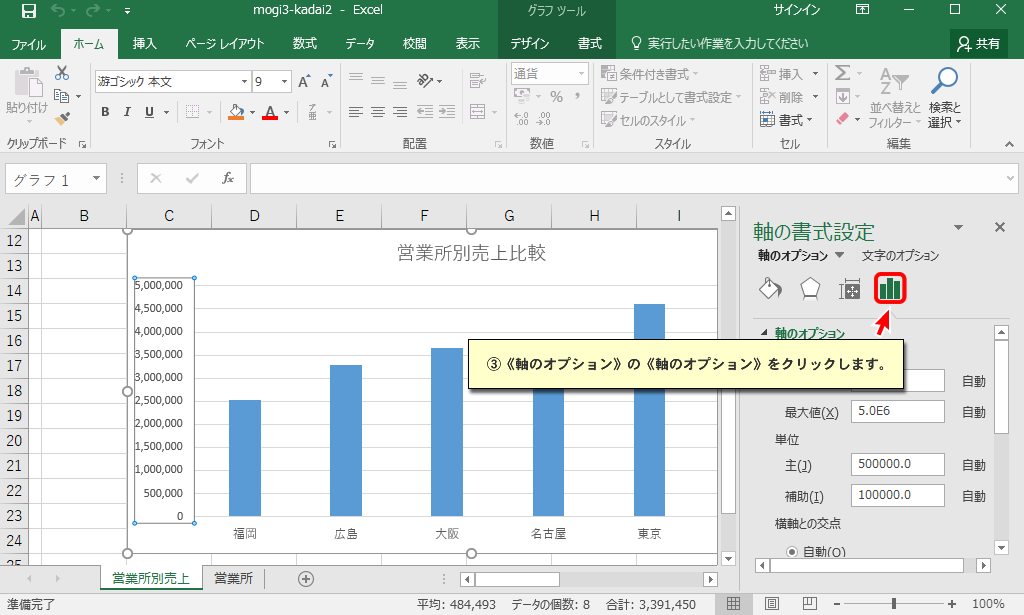 mogi3-kadai2 - Excel
グラフ ツール
サインイン
ファイル ホーム 挿入 ページ レイアウト 数式 データ 校閲 表示 デザイン 書式 実行したい作業を入力してください 共有
貼り付け
游ゴシック 本文 9
B I U
A A
A
通貨
%
条件付き書式
テーブルとして書式設定
セルのスタイル
挿入
削除
書式
並べ替えと
フィルター
検索と
選択
クリップボード フォント 配置 数値 スタイル セル 編集
グラフ 1
fx
A B C D E F G H I
12
13
14
15
16
17
18
19
20
21
22
23
24
25
営業所別売上比較
5,000,000
4,500,000
4,000,000
3,500,000
3,000,000
2,500,000
2,000,000
1,500,000
1,000,000
500,000
0
福岡 広島 大阪 名古屋 東京
軸の書式設定
軸のオプション 文字のオプション
軸のオプション
③《軸のオプション》の《軸のオプション》をクリックします。
自動
最大値(X) 5.0E6 自動
単位
主(J) 500000.0 自動
補助(I) 100000.0 自動
横軸との交点
自動(O)
営業所別売上 営業所
準備完了
平均: 484,493 データの個数: 8 合計: 3,391,450
100%